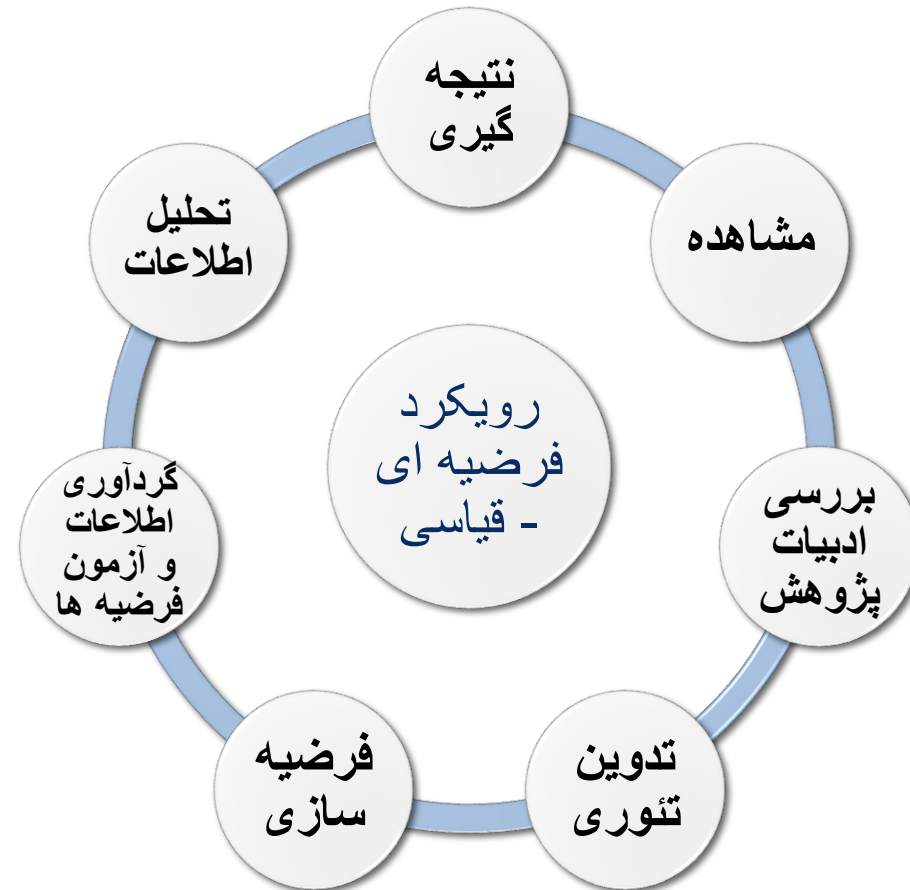 نتیجه
گیری
مشاهده
بررسی
ادبیات
پژوهش
تدوین
تئوری
فرضیه
سازی
گردآوری
اطلاعات
و آزمون
فرضیه ها
تحلیل
اطلاعات
رویکرد
فرضیه ای
- قیاسی